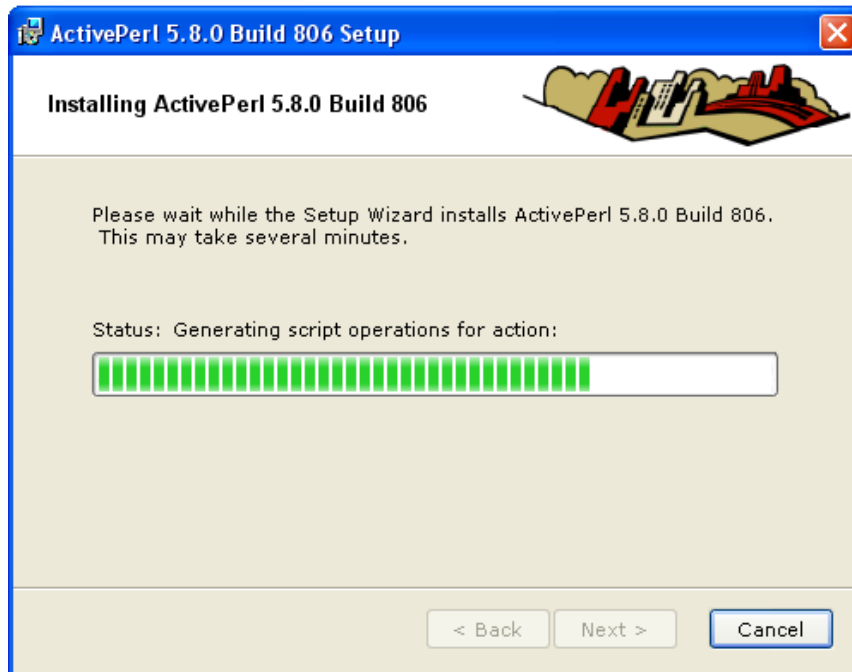 ActivePerl 5.8.0 Build 806 Setup
Installing ActivePerl 5.8.0 Build 806
Please wait while the Setup Wizard installs ActivePerl 5.8.0 Build 806.
This may take several minutes.
Status: Generating script operations for action:
< Back Next > Cancel